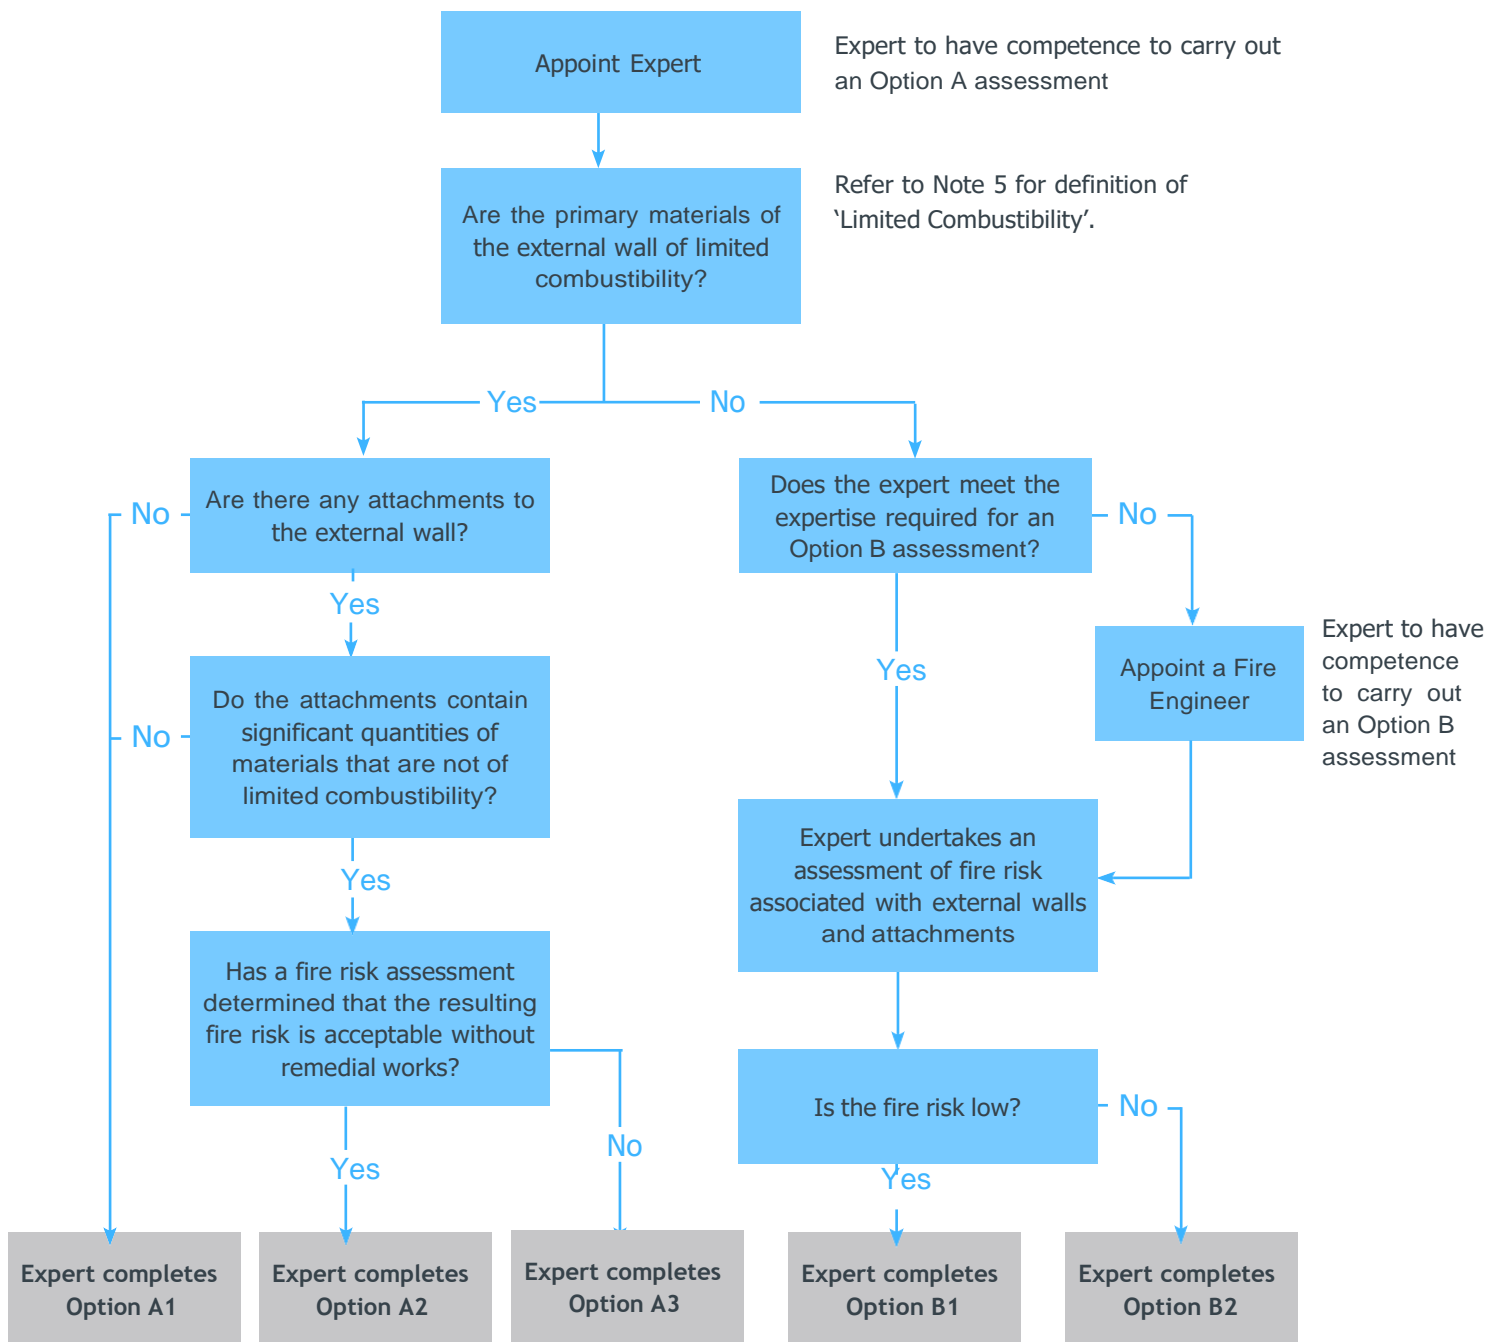 Appoint Expert
Expert to have competence to carry out
an Option A assessment
Are the primary materials of
the external wall of limited
combustibility?
Refer to Note 5 for definition of
‘Limited Combustibility’.
Yes
No
Are there any attachments to
the external wall?
No
Yes
Does the expert meet the
expertise required for an
Option B assessment?
No
Yes
Appoint a Fire
Engineer
Expert to have
competence
to carry out
an Option B
assessment
Do the attachments contain
significant quantities of
materials that are not of
limited combustibility?
No
Yes
Expert undertakes an
assessment of fire risk
associated with external walls
and attachments
Has a fire risk assessment
determined that the resulting
fire risk is acceptable without
remedial works?
Yes
No
Is the fire risk low?
No
Yes
Expert completes
Option A1
Expert completes
Option A2
Expert completes
Option A3
Expert completes
Option B1
Expert completes
Option B2